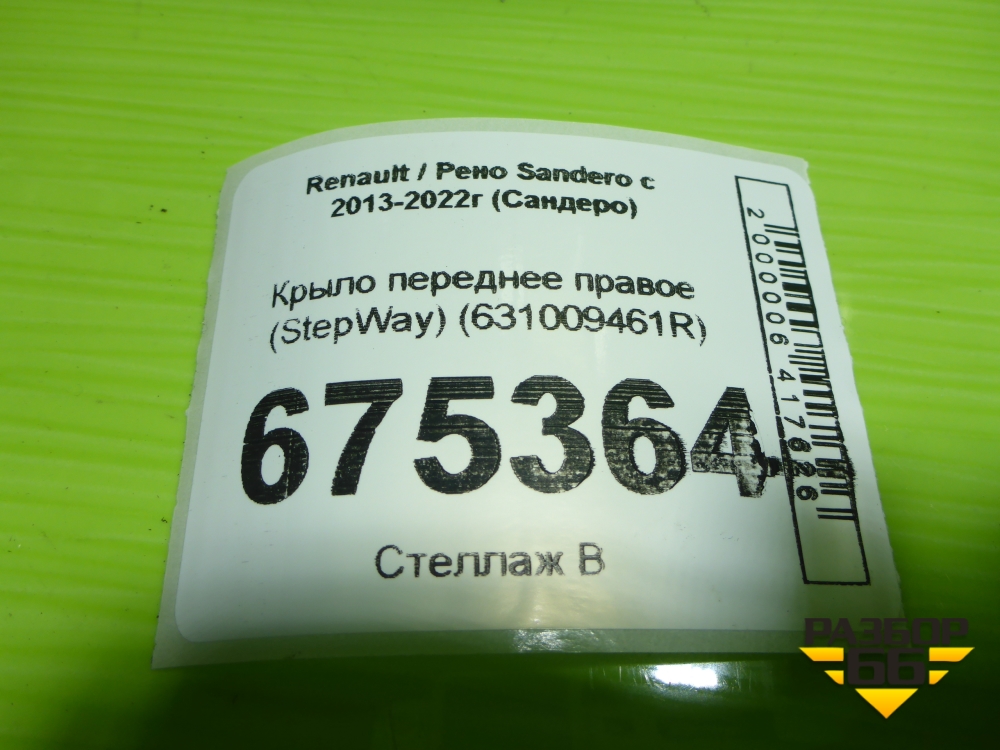 Renault / Рено Sandero с
2013-2022г (Сандеро)
Крыло переднее правое
(StepWay) (631009461R)
675364
Стеллаж В
2000006417626
РАЗБОР
66